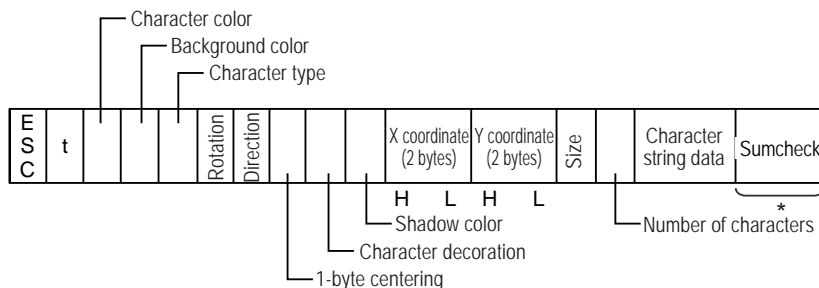 Character color
Background color
Character type
ESC
t
Rotation
Direction
X coordinate
(2 bytes)
Y coordinate
(2 bytes)
Size
Character
string data
Sumcheck
H L H L
*
Shadow color
Number of characters
Character decoration
1-byte centering